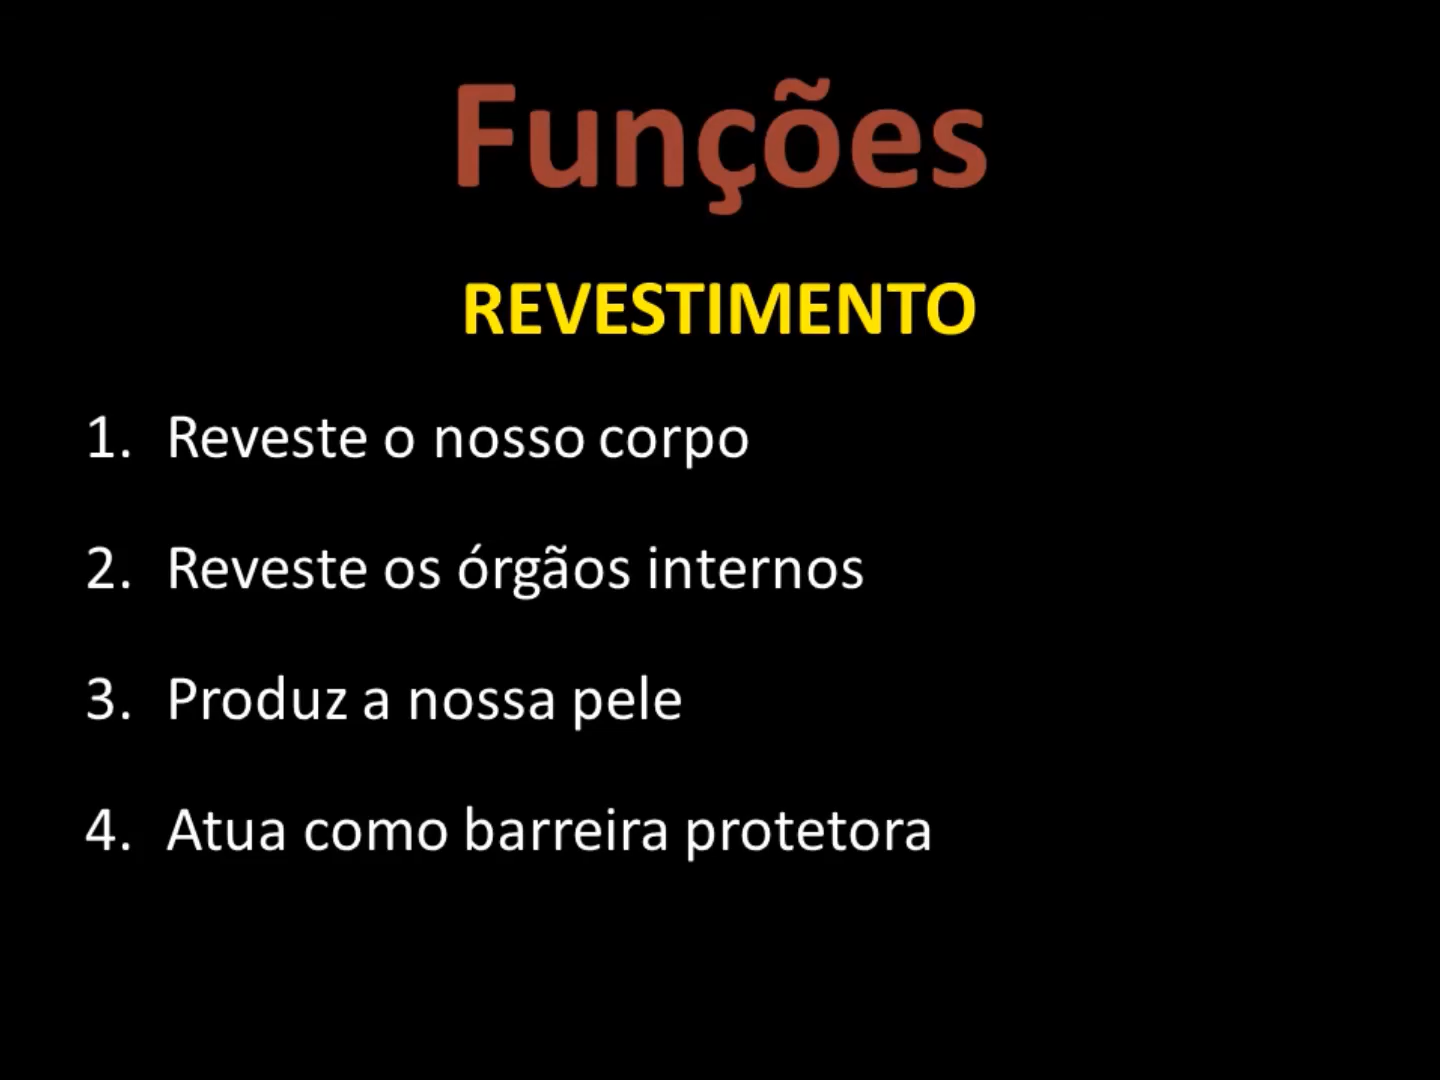 Funções
REVESTIMENTO
1. Reveste o nosso corpo
2. Reveste os órgãos internos
3. Produz a nossa pele
4. Atua como barreira protetora